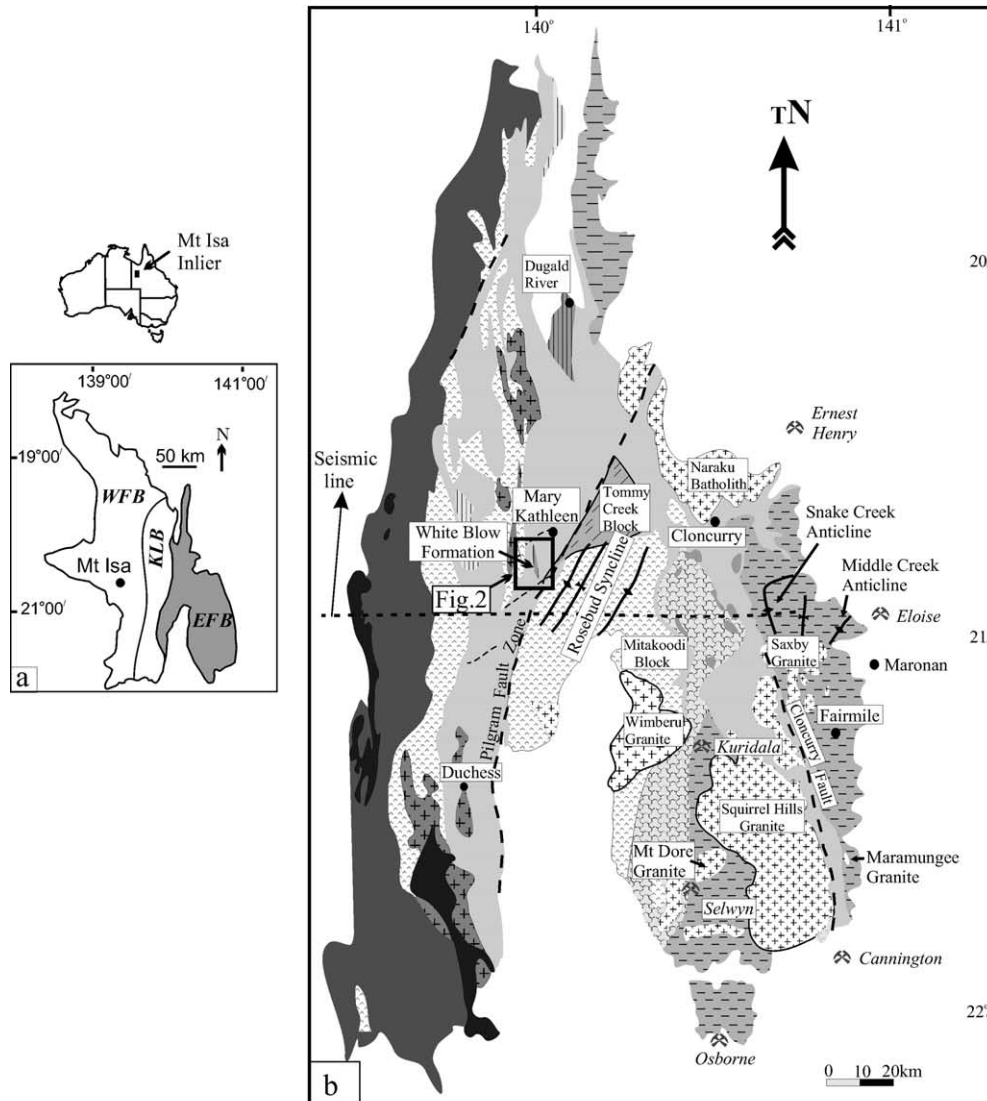 Mt Isa
Inlier
139°00'
141°00'
N
50 km
19°00'
WFB
KLB
Mt Isa
21°00'
EFB
a
140°
141°
TN
20
Dugald
River
Ernest
Henry
Seismic
line
Naraku
Batholith
Mary
Kathleen
Tommy
Creek
Block
Snake Creek
Anticline
White Blow
Formation
Cloncurry
Middle Creek
Anticline
Fig.2
Rosebud Syncline
Eloise
21
Mitakoodi
Block
Saxby
Granite
Maronan
Pilgram Fault Zone
Wimberu
Granite
Cloncurry Fault
Fairmile
Kuridala
Duchess
Squirrel Hills
Granite
Mt Dore
Granite
Maramungee
Granite
Selwyn
Cannington
22°
Osborne
0 10 20km
b